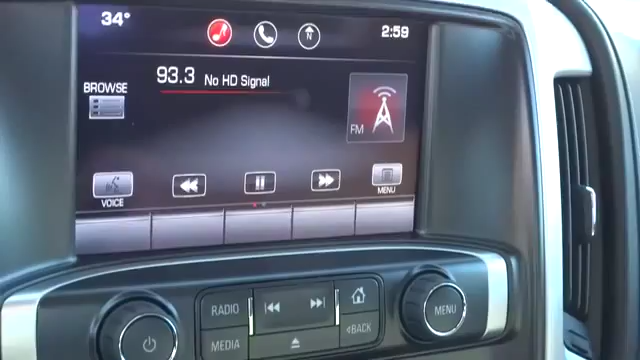 34° 2:59
N
BROWSE 93.3 No HD Signal
FM
VOICE MENU
RADIO
MENU
MEDIA BACK